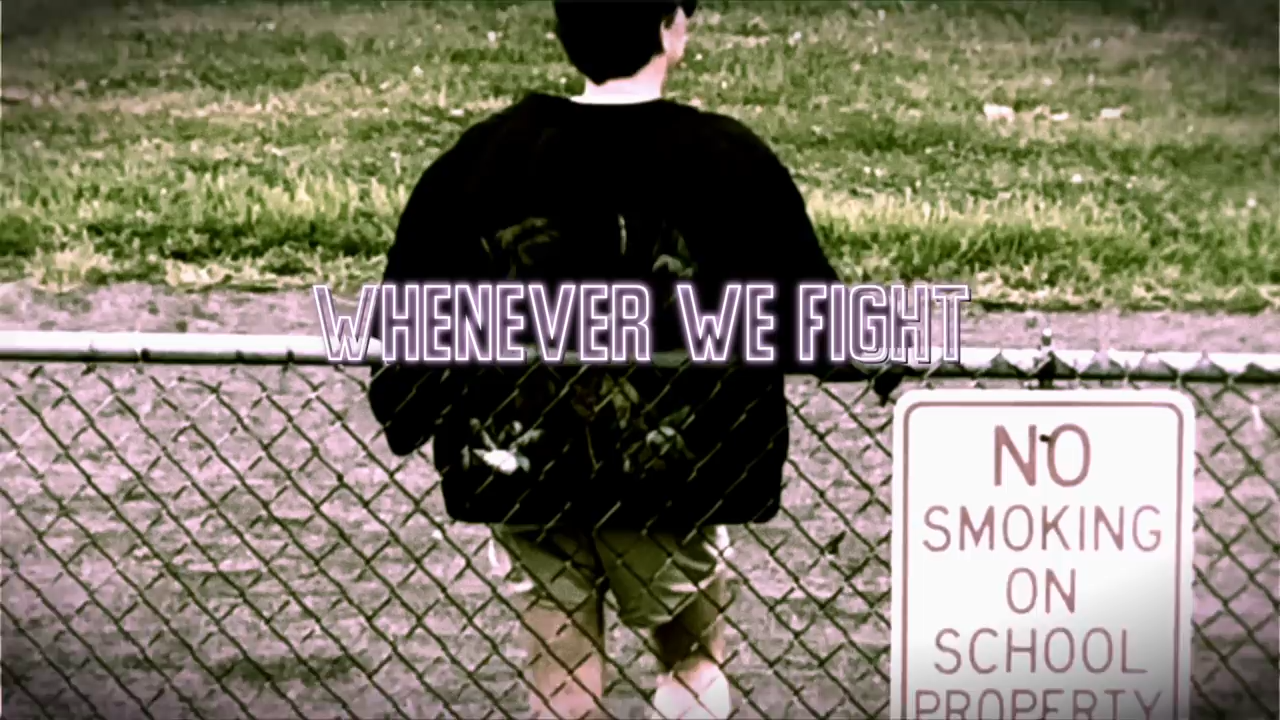 WHENEVER WE FIGHT
NO
SMOKING
ON
SCHOOL
PROPERTY